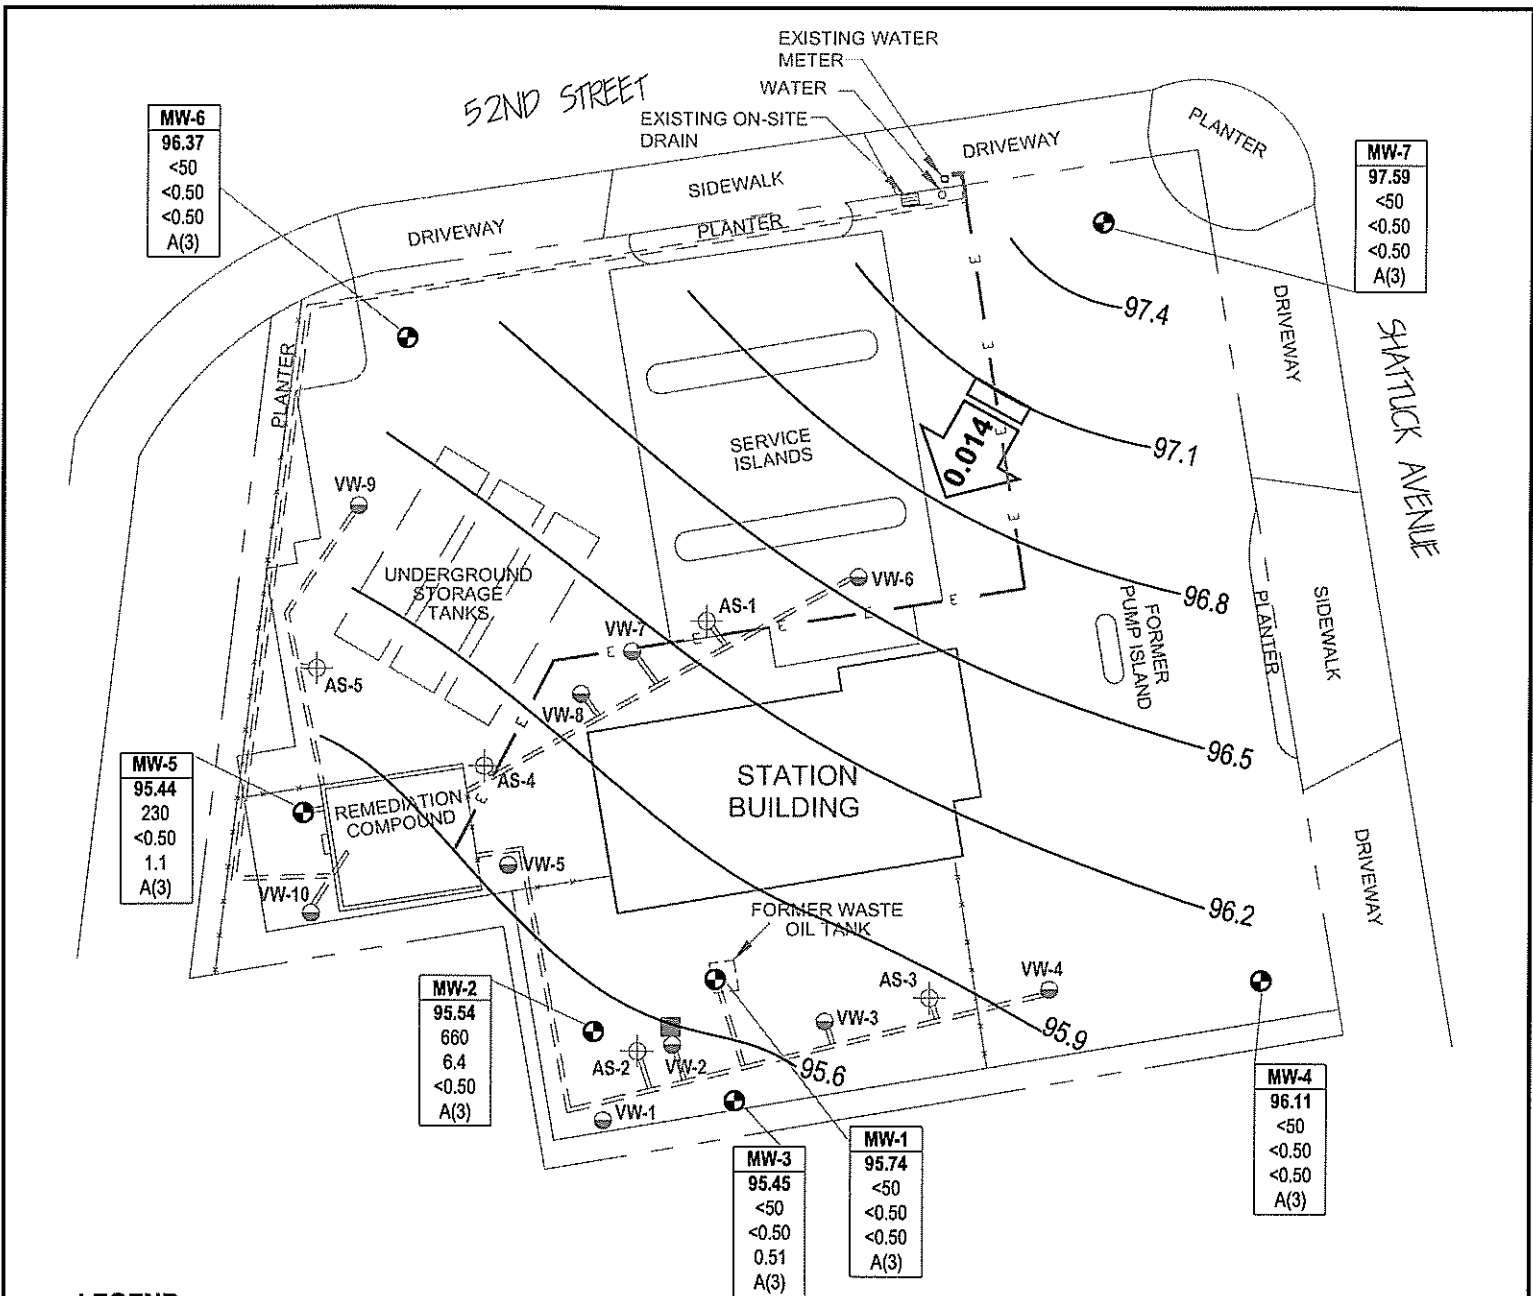 EXISTING WATER
METER
WATER
EXISTING ON-SITE
DRAIN
52ND STREET
MW-6
96.37
<50
<0.50
<0.50
A(3)
DRIVEWAY
SIDEWALK
PLANTER
DRIVEWAY
PLANTER
MW-7
97.59
<50
<0.50
<0.50
A(3)
DRIVEWAY
SHATTUCK AVENUE
PLANTER
97.4
97.1
96.8
96.5
96.2
95.9
95.6
0.014
E
E
E
E
E
E
E
E
E
E
SERVICE
ISLANDS
VW-9
UNDERGROUND
STORAGE
TANKS
VW-6
AS-1
VW-7
VW-8
AS-5
AS-4
FORMER
PUMP ISLAND
PLANTER
SIDEWALK
DRIVEWAY
MW-5
95.44
230
<0.50
1.1
A(3)
REMEDIATION
COMPOUND
STATION
BUILDING
VW-5
VW-10
FORMER WASTE
OIL TANK
MW-2
95.54
660
6.4
<0.50
A(3)
AS-3
VW-4
VW-3
AS-2
VW-2
VW-1
MW-3
95.45
<50
<0.50
0.51
A(3)
MW-1
95.74
<50
<0.50
<0.50
A(3)
MW-4
96.11
<50
<0.50
<0.50
A(3)